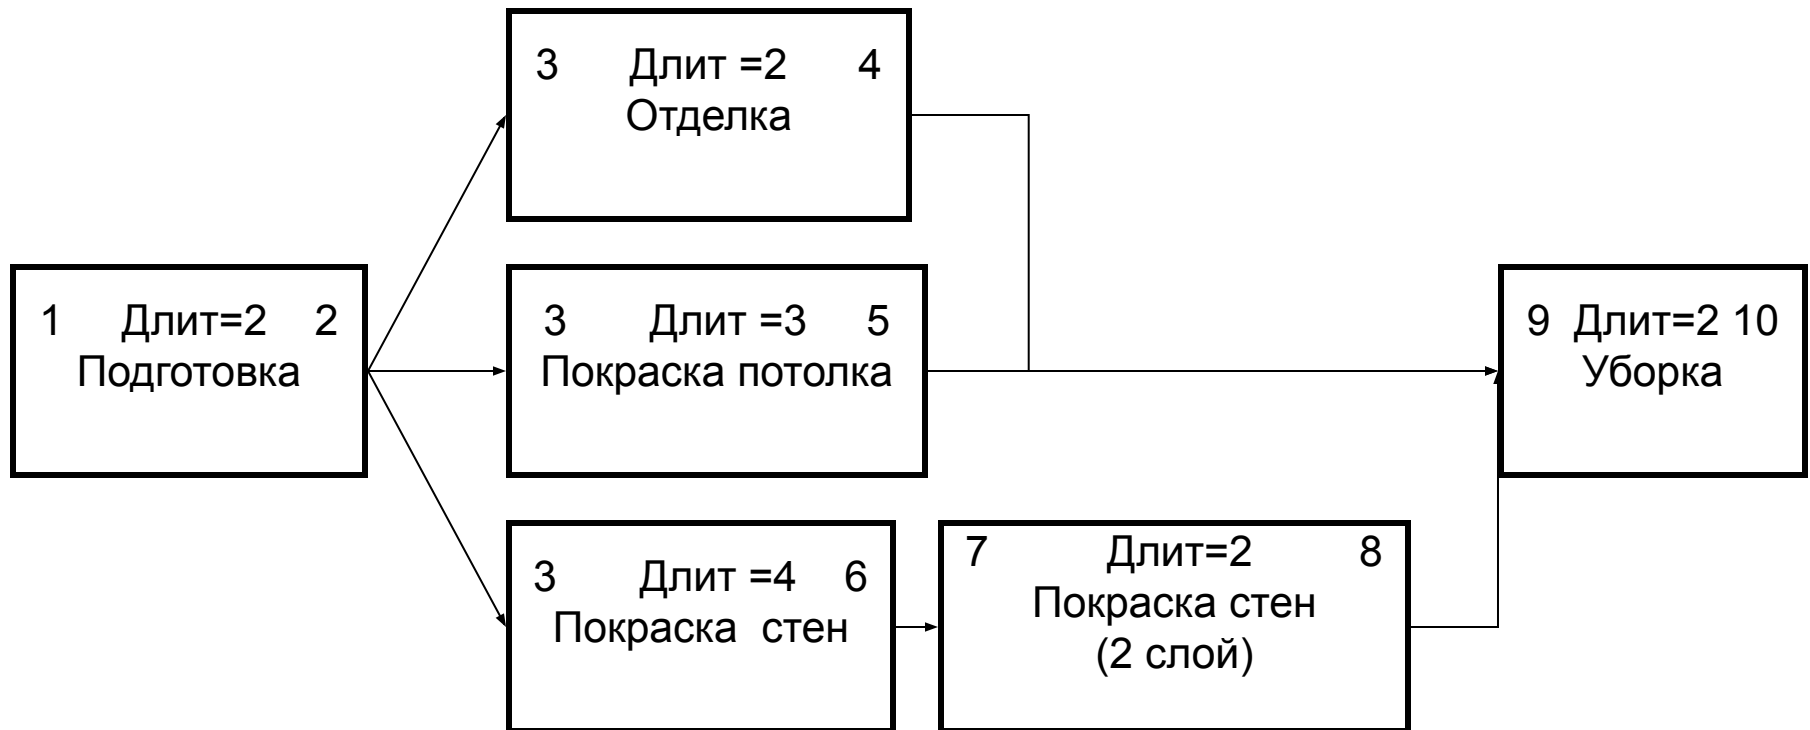 3 Длит =2 4
Отделка
1 Длит=2 2
Подготовка
3 Длит =3 5
Покраска потолка
9 Длит=2 10
Уборка
3 Длит =4 6
Покраска стен
7 Длит=2 8
Покраска стен
(2 слой)